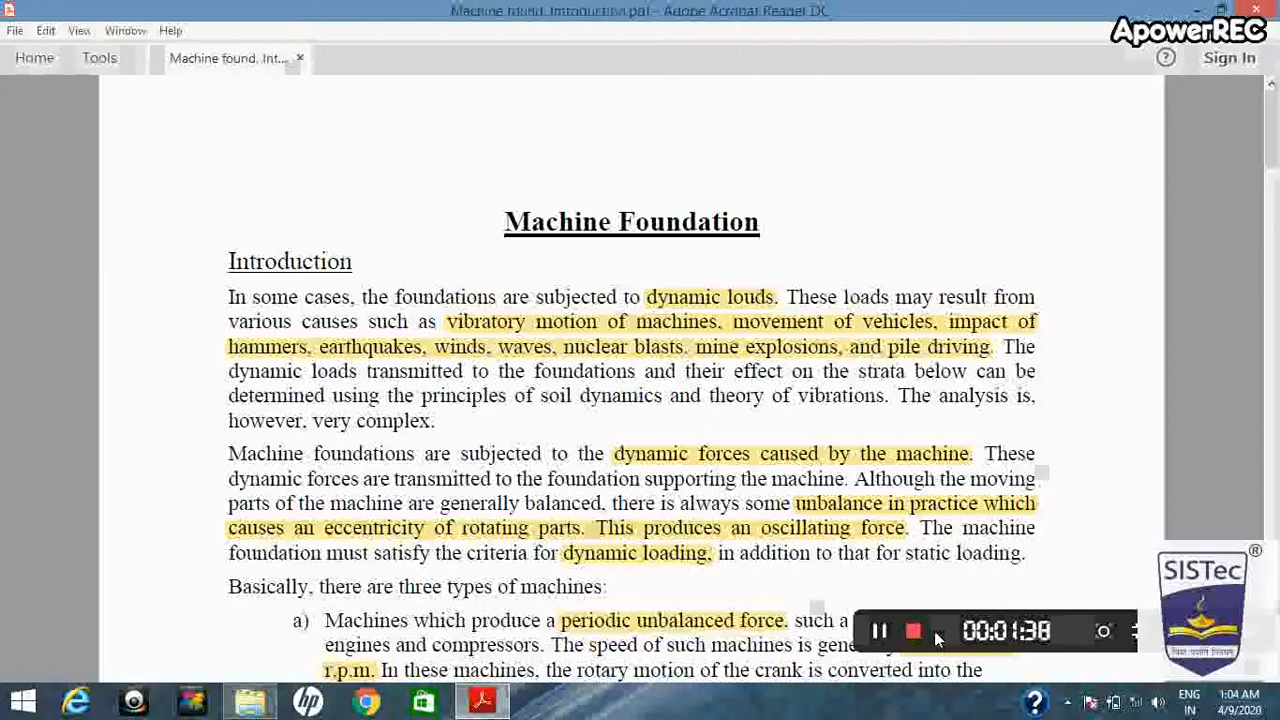 Machine found. Introduction.pdf - Adobe Acrobat Reader DC
ApowerREC
File Edit View Window Help
Home Tools Machine found. Int... × ? Sign In
Machine Foundation
Introduction
In some cases, the foundations are subjected to dynamic louds. These loads may result from
various causes such as vibratory motion of machines, movement of vehicles, impact of
hammers, earthquakes, winds, waves, nuclear blasts, mine explosions, and pile driving. The
dynamic loads transmitted to the foundations and their effect on the strata below can be
determined using the principles of soil dynamics and theory of vibrations. The analysis is,
however, very complex.
Machine foundations are subjected to the dynamic forces caused by the machine. These
dynamic forces are transmitted to the foundation supporting the machine. Although the moving
parts of the machine are generally balanced, there is always some unbalance in practice which
causes an eccentricity of rotating parts. This produces an oscillating force. The machine
foundation must satisfy the criteria for dynamic loading, in addition to that for static loading.
Basically, there are three types of machines:
a) Machines which produce a periodic unbalanced force, such a
engines and compressors. The speed of such machines is gene
r.p.m. In these machines, the rotary motion of the crank is converted into the
00:01:38
SISTec ®
ENG
IN
1:04 AM
4/9/2020